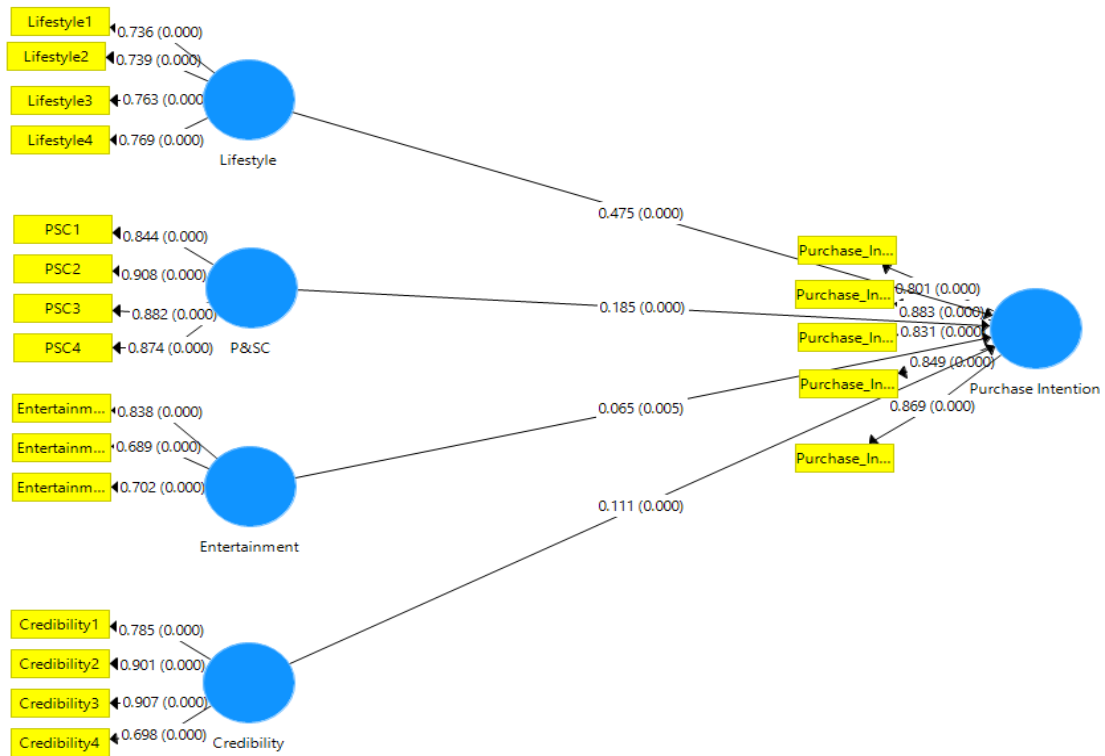 Lifestyle1
0.736 (0.000)
Lifestyle2
0.739 (0.000)
Lifestyle3
0.763 (0.000)
Lifestyle4
0.769 (0.000)
Lifestyle
0.475 (0.000)
PSC1
0.844 (0.000)
PSC2
0.908 (0.000)
PSC3
0.882 (0.000)
PSC4
0.874 (0.000)
P&SC
0.185 (0.000)
Entertainm...
0.838 (0.000)
Entertainm...
0.689 (0.000)
Entertainm...
0.702 (0.000)
Entertainment
0.065 (0.005)
Credibility1
0.785 (0.000)
Credibility2
0.901 (0.000)
Credibility3
0.907 (0.000)
Credibility4
0.698 (0.000)
Credibility
0.111 (0.000)
Purchase_In...
0.801 (0.000)
Purchase_In...
0.883 (0.000)
Purchase_In...
0.831 (0.000)
Purchase_In...
0.849 (0.000)
Purchase_In...
0.869 (0.000)
Purchase Intention